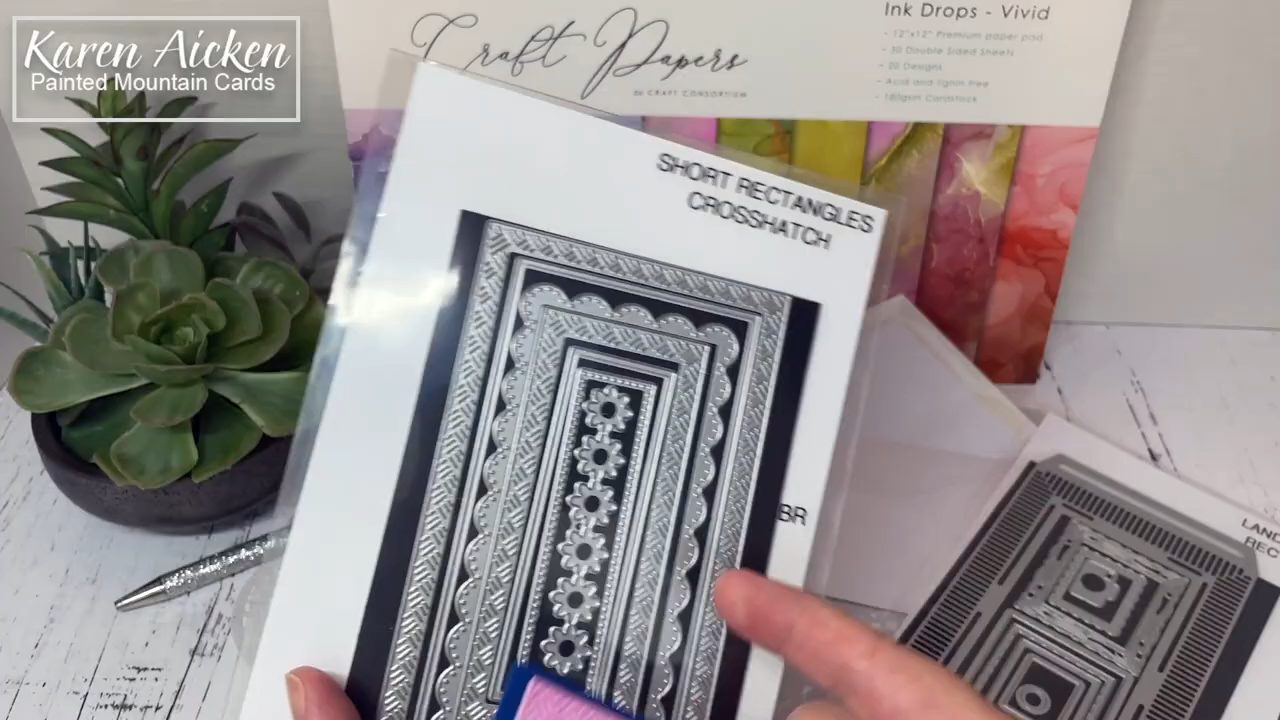 Karen Aicken
Painted Mountain Cards
Craft Papers
by CRAFT CONSORTIUM
Ink Drops - Vivid
- 12"x12" Premium paper pad
- 30 Double Sided Sheets
- 20 Designs
- Acid and lignin free
- 180gsm Cardstock
SHORT RECTANGLES
CROSSHATCH
BR
LAND
REC